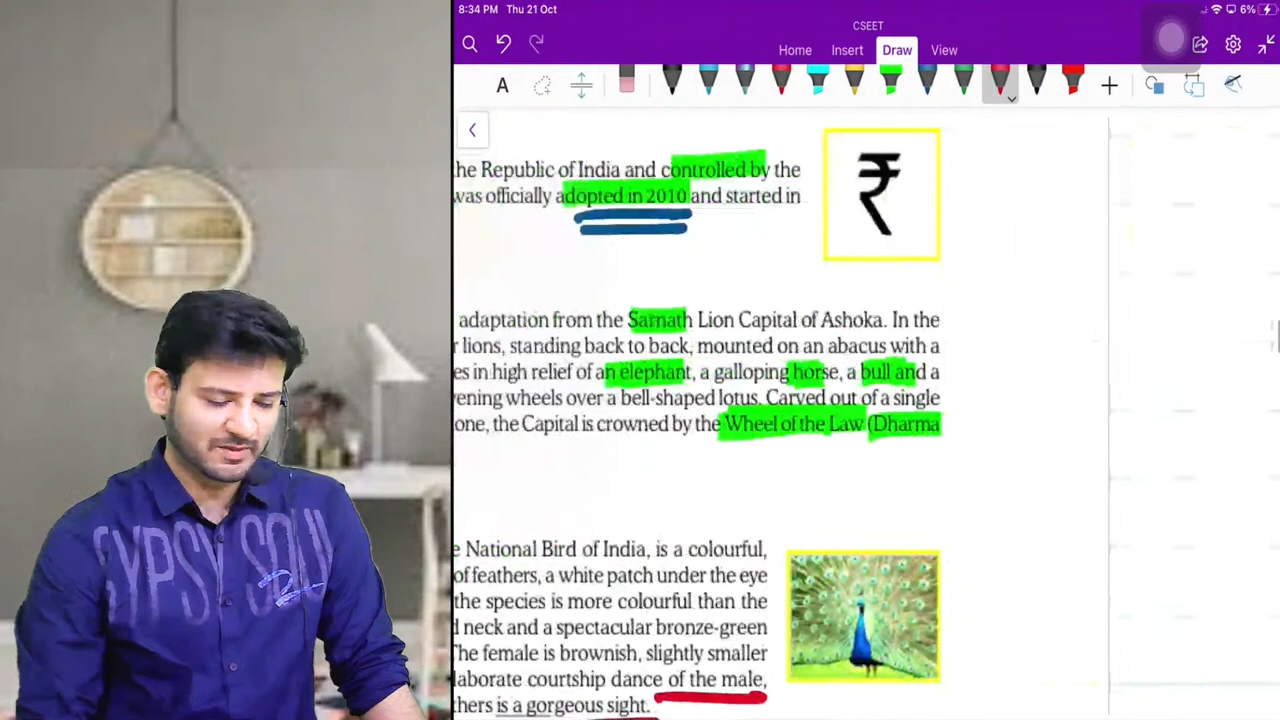 8:34 PM Thu 21 Oct
6%
CSEET
Home Insert Draw View
A
the Republic of India and controlled by the
was officially adopted in 2010 and started in
₹
adaptation from the Sarnath Lion Capital of Ashoka. In the
r lions, standing back to back, mounted on an abacus with a
es in high relief of an elephant, a galloping horse, a bull and a
vening wheels over a bell-shaped lotus. Carved out of a single
one, the Capital is crowned by the Wheel of the Law (Dharma
e National Bird of India, is a colourful,
of feathers, a white patch under the eye
the species is more colourful than the
d neck and a spectacular bronze-green
The female is brownish, slightly smaller
laborate courtship dance of the male,
thers is a gorgeous sight.
GYPSY SOUL